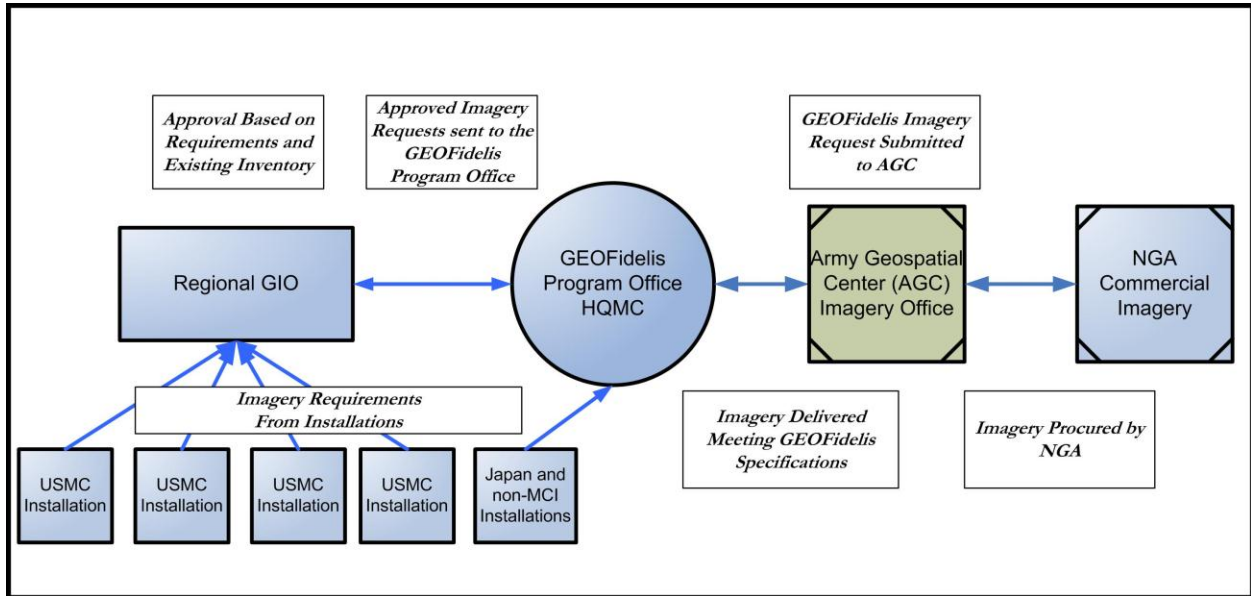 Approval Based on
Requirements and
Existing Inventory
Approved Imagery
Requests sent to the
GEOFidelis
Program Office
GEOFidelis Imagery
Request Submitted
to AGC
Regional GIO
GEOFidelis
Program Office
HQMC
Army Geospatial
Center (AGC)
Imagery Office
NGA
Commercial
Imagery
Imagery Requirements
From Installations
Imagery Delivered
Meeting GEOFidelis
Specifications
Imagery Procured by
NGA
USMC
Installation
USMC
Installation
USMC
Installation
USMC
Installation
Japan and
non-MCI
Installations